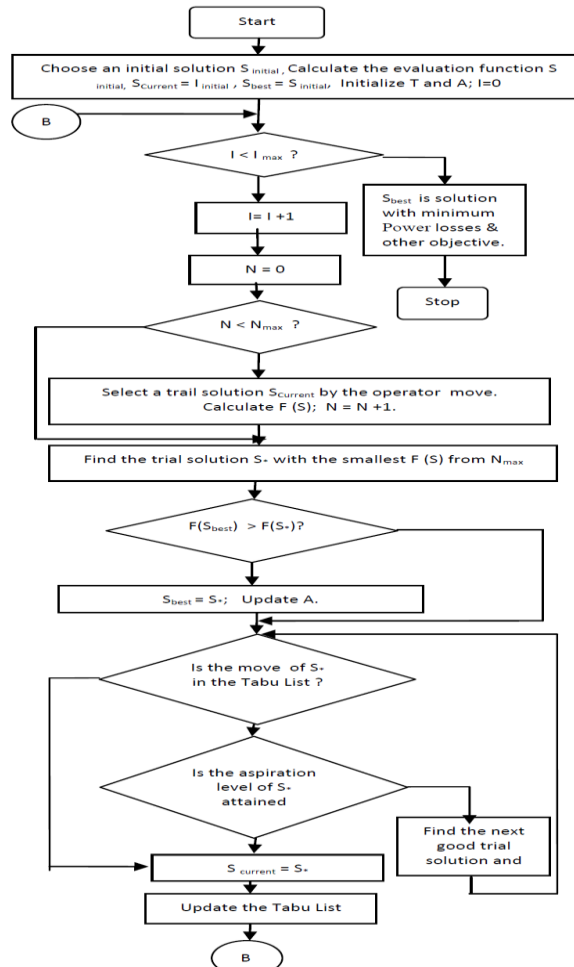 Start
Choose an initial solution S initial, Calculate the evaluation function S
initial, SCurrent = I initial , Sbest = S initial, Initialize T and A; I=0
B
I < I max ?
I= I +1
Sbest is solution
with minimum
Power losses &
other objective.
N = 0
Stop
N < Nmax ?
Select a trail solution SCurrent by the operator move.
Calculate F (S); N = N +1.
Find the trial solution S* with the smallest F (S) from Nmax
F(Sbest) > F(S*)?
Sbest = S*; Update A.
Is the move of S*
in the Tabu List ?
Is the aspiration
level of S*
attained
Find the next
good trial
solution and
S current = S*
Update the Tabu List
B